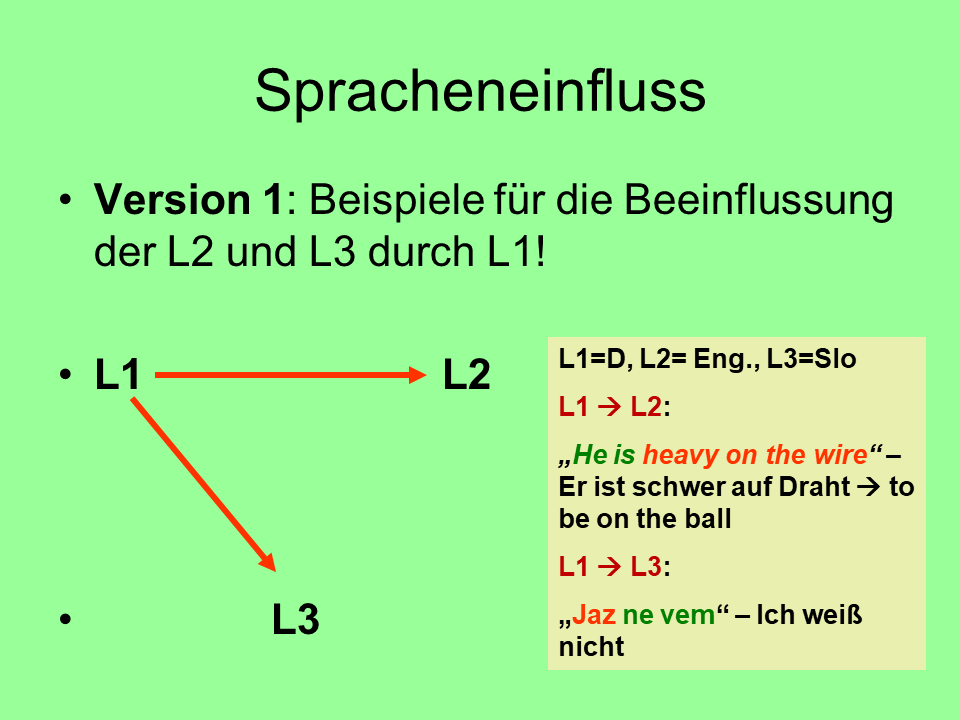 Spracheneinfluss
• Version 1: Beispiele für die Beeinflussung
der L2 und L3 durch L1!
• L1 L2
• L3
L1=D, L2= Eng., L3=Slo
L1 → L2:
„He is heavy on the wire“ –
Er ist schwer auf Draht → to
be on the ball
L1 → L3:
„Jaz ne vem“ – Ich weiß
nicht